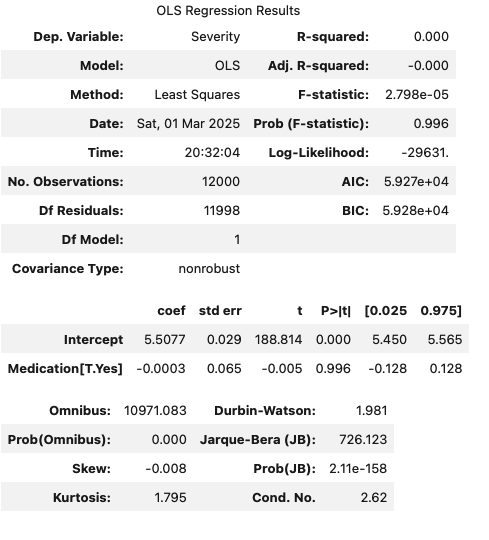 OLS Regression Results
Dep. Variable: Severity R-squared: 0.000
Model: OLS Adj. R-squared: -0.000
Method: Least Squares F-statistic: 2.798e-05
Date: Sat, 01 Mar 2025 Prob (F-statistic): 0.996
Time: 20:32:04 Log-Likelihood: -29631.
No. Observations: 12000 AIC: 5.927e+04
Df Residuals: 11998 BIC: 5.928e+04
Df Model: 1
Covariance Type: nonrobust
coef std err t P>|t| [0.025 0.975]
Intercept 5.5077 0.029 188.814 0.000 5.450 5.565
Medication[T.Yes] -0.0003 0.065 -0.005 0.996 -0.128 0.128
Omnibus: 10971.083 Durbin-Watson: 1.981
Prob(Omnibus): 0.000 Jarque-Bera (JB): 726.123
Skew: -0.008 Prob(JB): 2.11e-158
Kurtosis: 1.795 Cond. No. 2.62